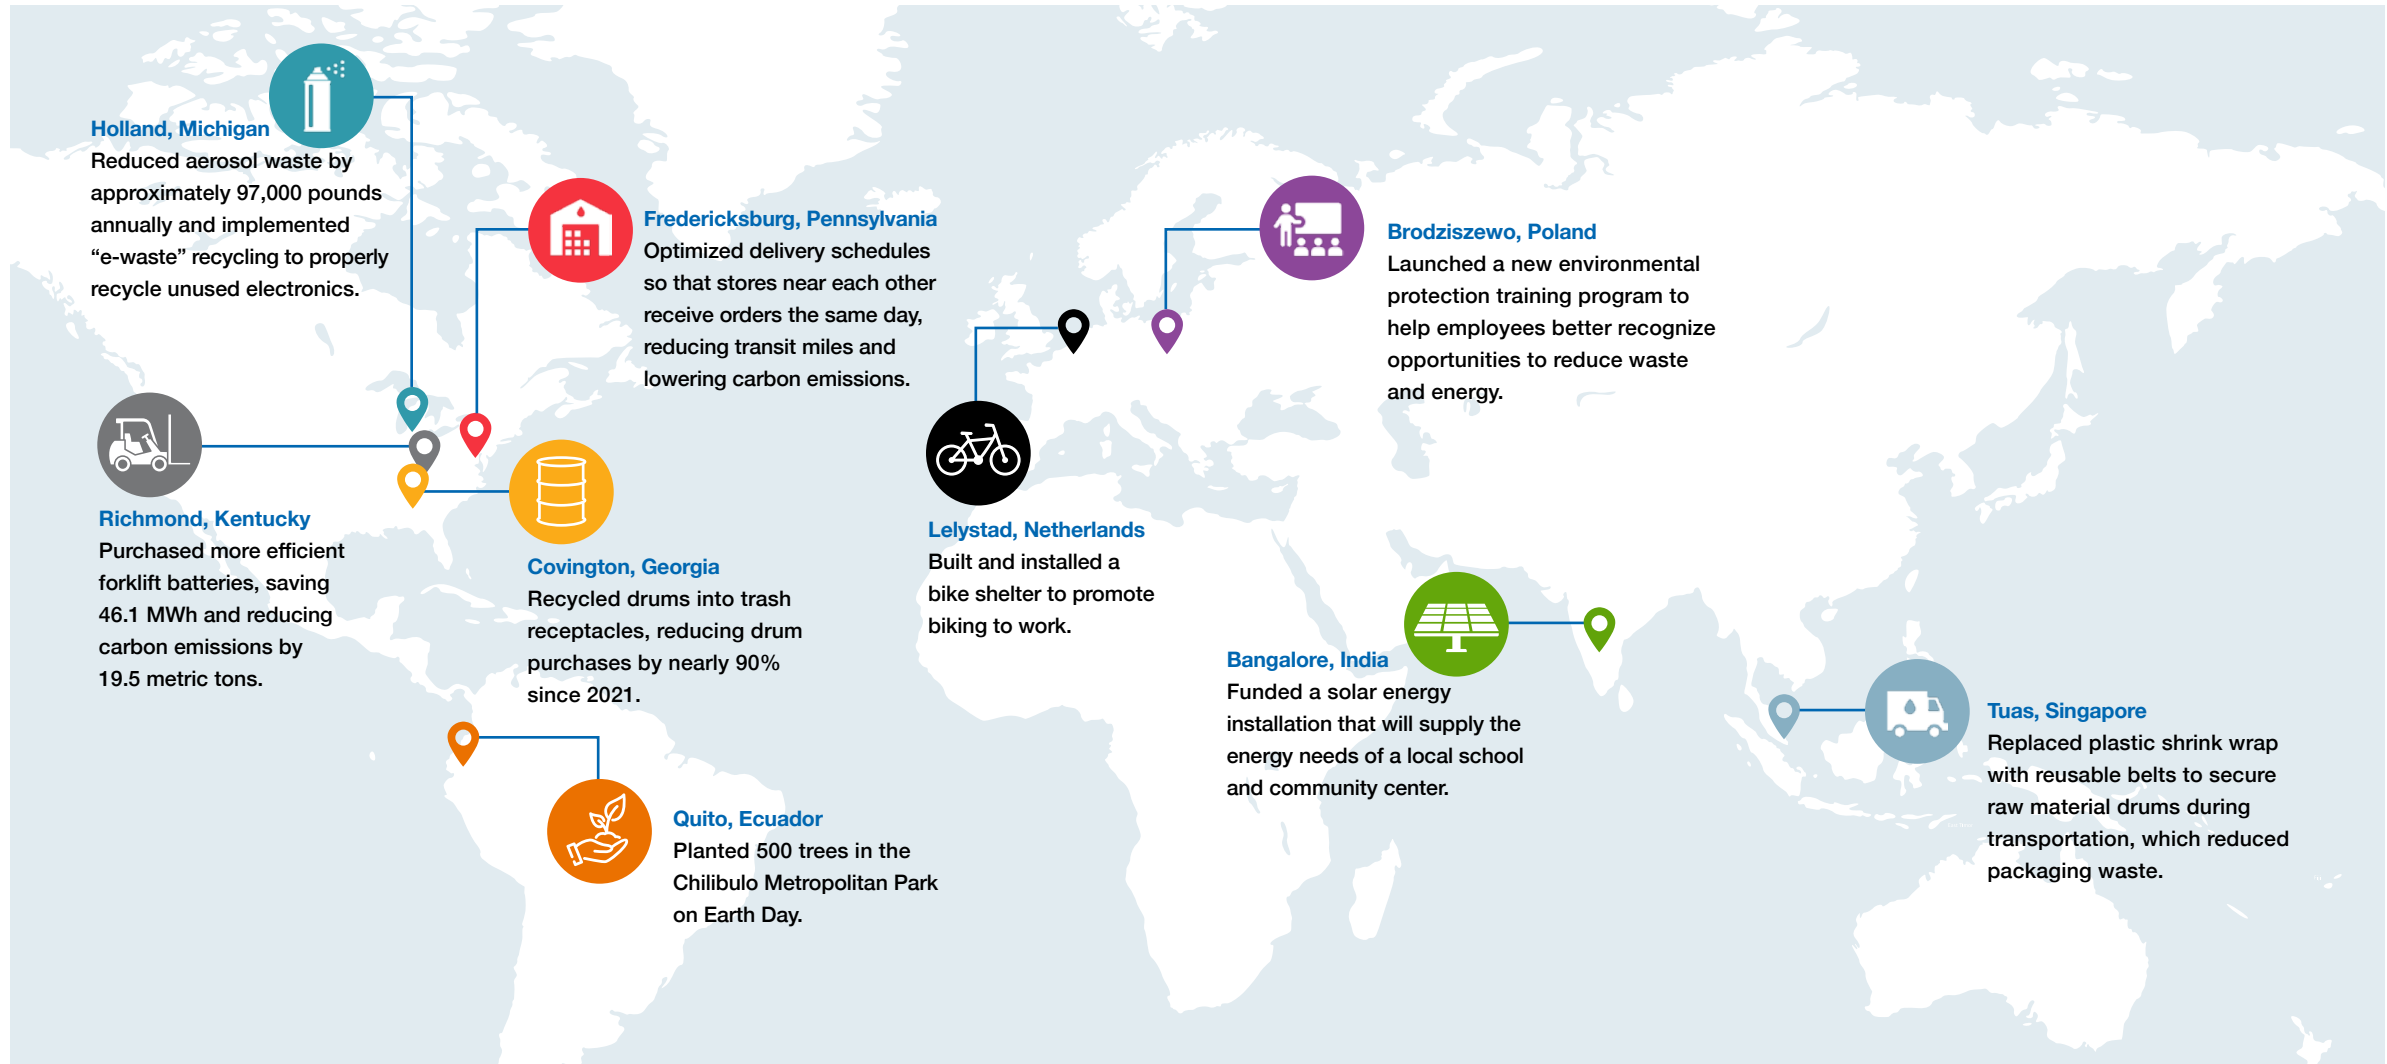 Holland, Michigan
Reduced aerosol waste by
approximately 97,000 pounds
annually and implemented
“e-waste” recycling to properly
recycle unused electronics.
Fredericksburg, Pennsylvania
Optimized delivery schedules
so that stores near each other
receive orders the same day,
reducing transit miles and
lowering carbon emissions.
Brodziszewo, Poland
Launched a new environmental
protection training program to
help employees better recognize
opportunities to reduce waste
and energy.
Richmond, Kentucky
Purchased more efficient
forklift batteries, saving
46.1 MWh and reducing
carbon emissions by
19.5 metric tons.
Covington, Georgia
Recycled drums into trash
receptacles, reducing drum
purchases by nearly 90%
since 2021.
Lelystad, Netherlands
Built and installed a
bike shelter to promote
biking to work.
Bangalore, India
Funded a solar energy
installation that will supply the
energy needs of a local school
and community center.
Tuas, Singapore
Replaced plastic shrink wrap
with reusable belts to secure
raw material drums during
transportation, which reduced
packaging waste.
Quito, Ecuador
Planted 500 trees in the
Chilibulo Metropolitan Park
on Earth Day.